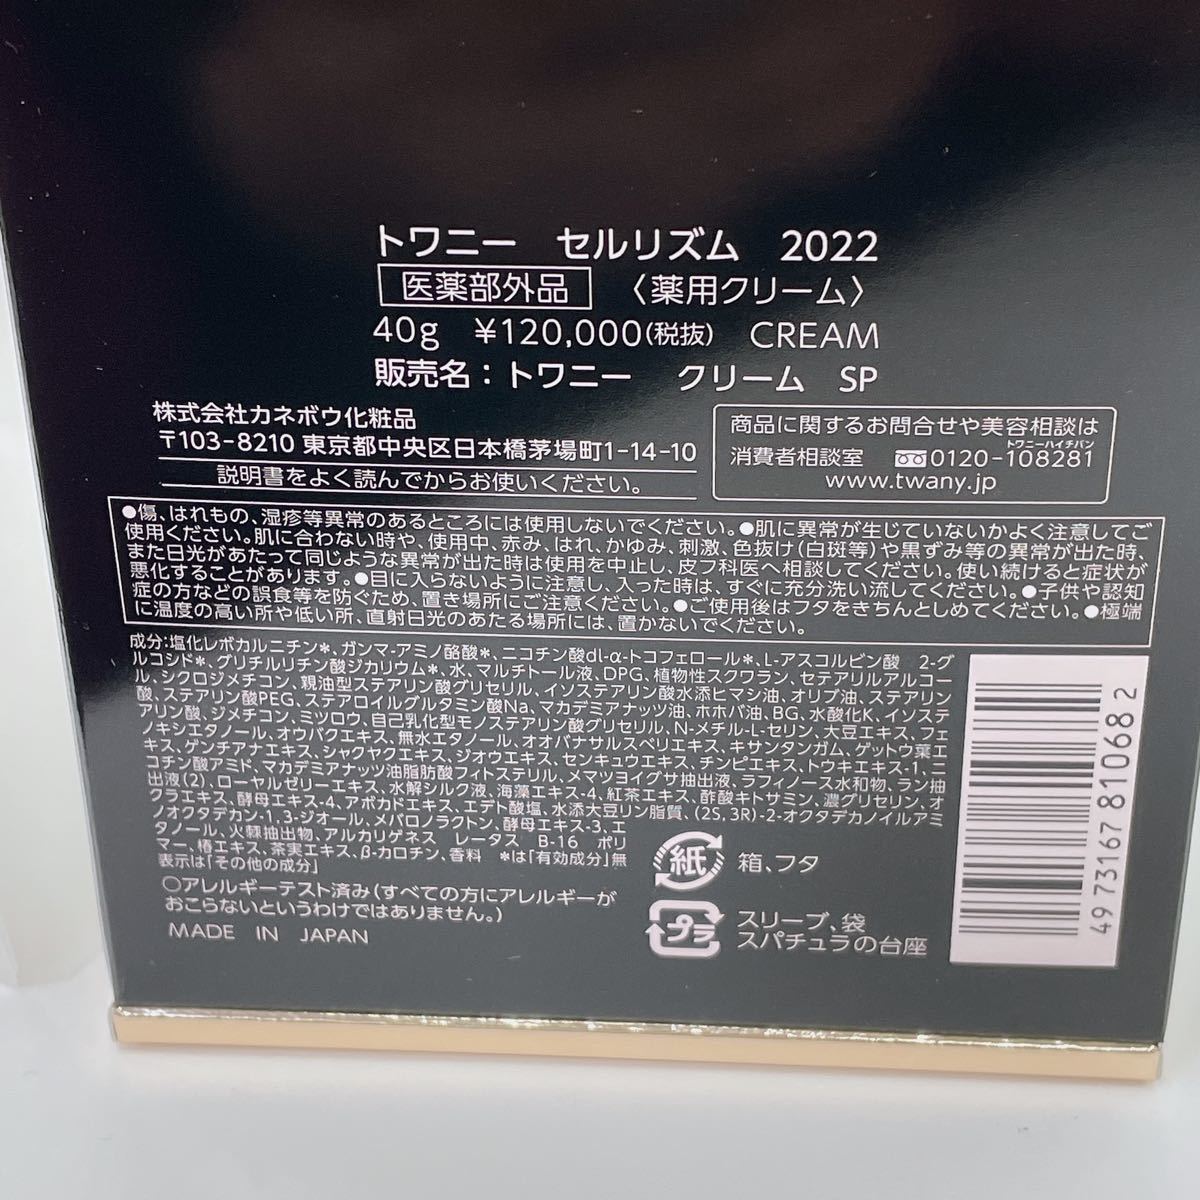 トワニー　セルリズム　2022
医薬部外品　〈薬用クリーム〉
40g　￥120,000(税抜)　CREAM
販売名：トワニー　クリーム　SP
株式会社カネボウ化粧品
〒103-8210 東京都中央区日本橋茅場町1-14-10
説明書をよく読んでからお使いください。
商品に関するお問合せや美容相談は
トワニーハイチバン
消費者相談室　0120-108281
www.twany.jp
●傷、はれもの、湿疹等異常のあるところには使用しないでください。●肌に異常が生じていないかよく注意してご
使用ください。肌に合わない時や、使用中、赤み、はれ、かゆみ、刺激、色抜け(白斑等)や黒ずみ等の異常が出た時、
また日光があたって同じような異常が出た時は使用を中止し、皮フ科医へ相談してください。使い続けると症状が
悪化することがあります。●目に入らないように注意し、入った時は、すぐに充分洗い流してください。●子供や認知
症の方などの誤食等を防ぐため、置き場所にご注意ください。●ご使用後はフタをきちんとしめてください。●極端
に温度の高い所や低い所、直射日光のあたる場所には、置かないでください。
成分:塩化レボカルニチン*、ガンマ-アミノ酪酸*、ニコチン酸dl-α-トコフェロール*、L-アスコルビン酸　2-グ
ルコシド*、グリチルリチン酸ジカリウム*、水、マルチトール液、DPG、植物性スクワラン、セテアリルアルコー
ル、シクロジメチコン、親油型ステアリン酸グリセリル、イソステアリン酸水添ヒマシ油、オリブ油、ステアリン
酸、ステアリン酸PEG、ステアロイルグルタミン酸Na、マカデミアナッツ油、ホホバ油、BG、水酸化K、イソステ
アリン酸、ジメチコン、ミツロウ、自己乳化型モノステアリン酸グリセリル、N-メチル-L-セリン、大豆エキス、フェ
ノキシエタノール、オウバクエキス、無水エタノール、オオバナサルスベリエキス、キサンタンガム、ゲットウ葉エ
キス、ゲンチアナエキス、シャクヤクエキス、ジオウエキス、センキュウエキス、チンピエキス、トウキエキス-1、ニ
コチン酸アミド、マカデミアナッツ油脂肪酸フィトステリル、メマツヨイグサ抽出液、ラフィノース水和物、ラン抽
出液(2)、ローヤルゼリーエキス、水解シルク液、海藻エキス-4、紅茶エキス、酢酸キトサミン、濃グリセリン、オ
クラエキス、酵母エキス-4、アボカドエキス、エデト酸塩、水添大豆リン脂質、(2S,3R)-2-オクタデカノイルアミ
ノオクタデカン-1,3-ジオール、メバロノラクトン、酵母エキス-3、エ
タノール、火棘抽出物、アルカリゲネス　レータス　B-16　ポリ
マー、椿エキス、茶実エキス、β-カロチン、香料　*は「有効成分」無
表示は「その他の成分」
○アレルギーテスト済み(すべての方にアレルギーが
おこらないというわけではありません。)
MADE IN JAPAN
紙　箱、フタ
プラ　スリーブ、袋
スパチュラの台座
4973167810682